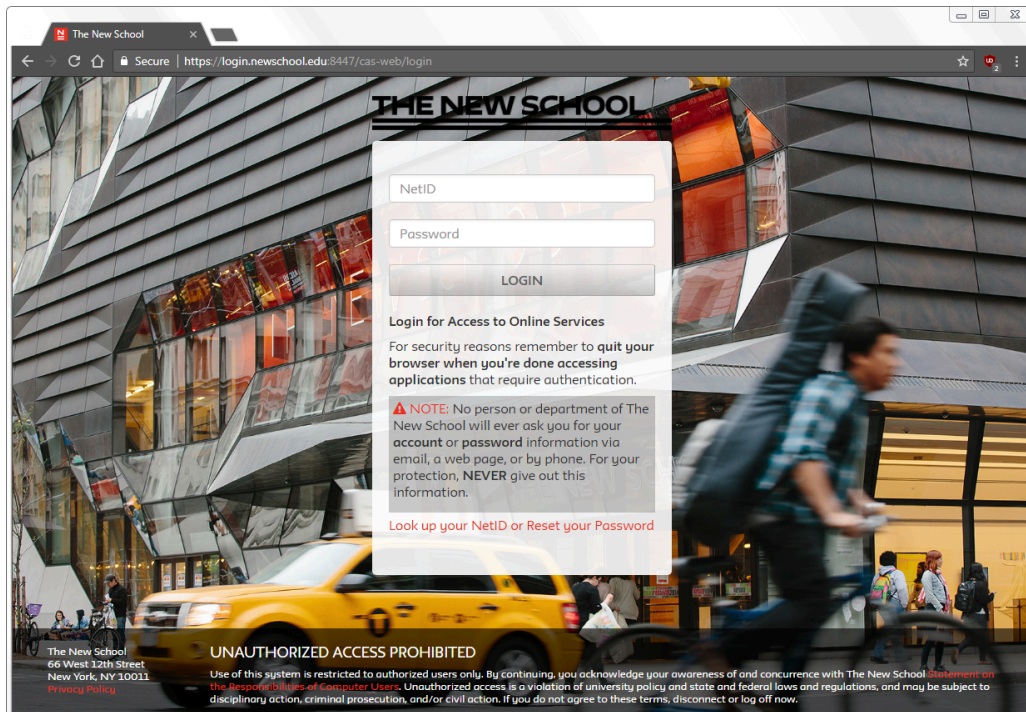 The New School
Secure | https://login.newschool.edu:8447/cas-web/login
THE NEW SCHOOL
NetID
Password
LOGIN
Login for Access to Online Services
For security reasons remember to quit your
browser when you're done accessing
applications that require authentication.
NOTE: No person or department of The
New School will ever ask you for your
account or password information via
email, a web page, or by phone. For your
protection, NEVER give out this
information.
Look up your NetID or Reset your Password
The New School
66 West 12th Street
New York, NY 10011
Privacy Policy
UNAUTHORIZED ACCESS PROHIBITED
Use of this system is restricted to authorized users only. By continuing, you acknowledge your awareness of and concurrence with The New School Statement on
the Responsibilities of Computer Users. Unauthorized access is a violation of university policy and state and federal laws and regulations, and may be subject to
disciplinary action, criminal prosecution, and/or civil action. If you do not agree to these terms, disconnect or log off now.